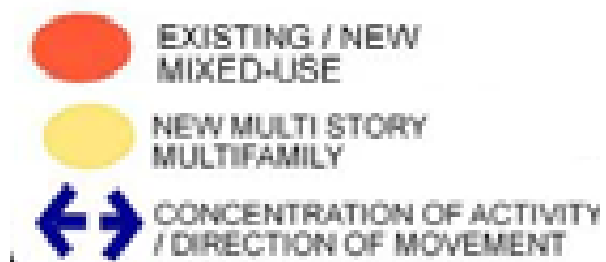 EXISTING / NEW
MIXED-USE
NEW MULTI STORY
MULTIFAMILY
CONCENTRATION OF ACTIVITY
/ DIRECTION OF MOVEMENT